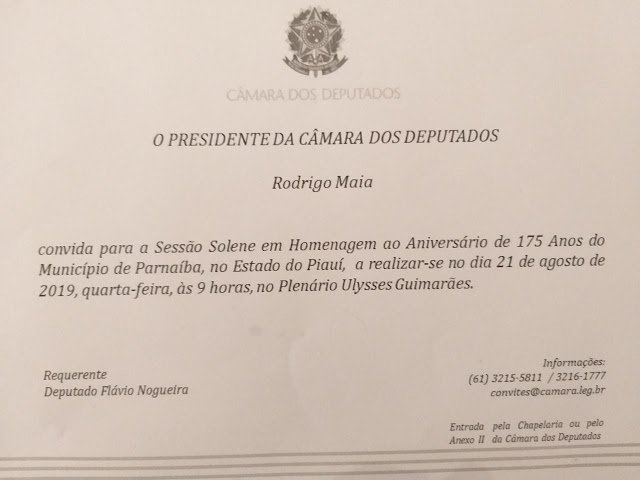 CÂMARA DOS DEPUTADOS
O PRESIDENTE DA CÂMARA DOS DEPUTADOS
Rodrigo Maia
convida para a Sessão Solene em Homenagem ao Aniversário de 175 Anos do
Município de Parnaíba, no Estado do Piauí, a realizar-se no dia 21 de agosto de
2019, quarta-feira, às 9 horas, no Plenário Ulysses Guimarães.
Requerente
Deputado Flávio Nogueira
Informações:
(61) 3215-5811 / 3216-1777
convites@camara.leg.br
Entrada pela Chapelaria ou pelo
Anexo II da Câmara dos Deputados